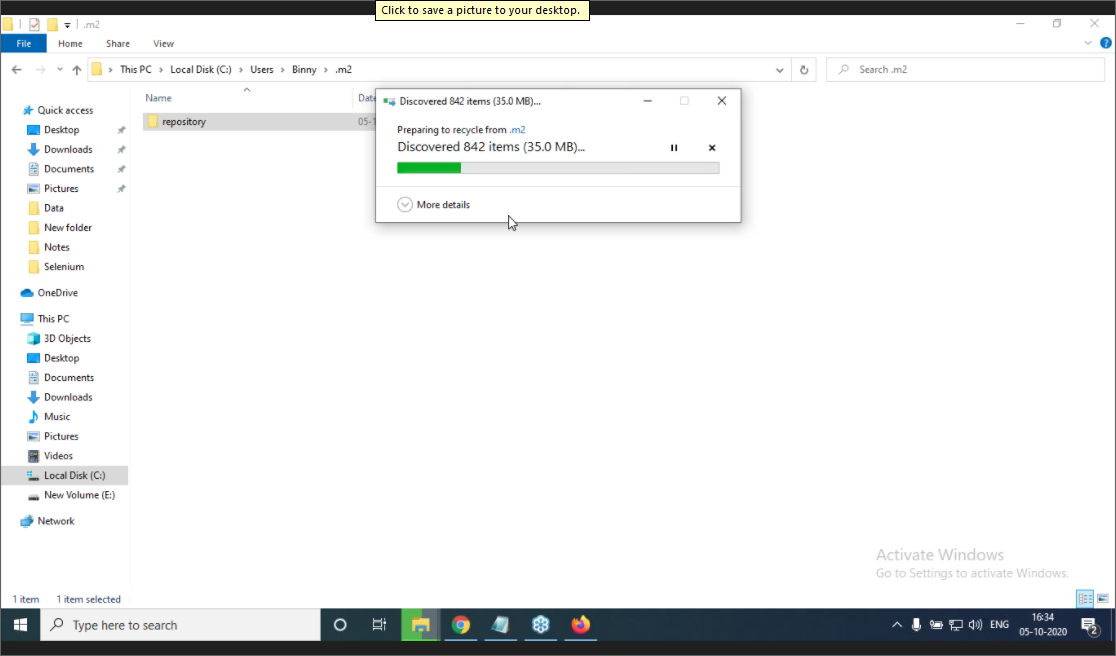 Click to save a picture to your desktop.
.m2
File Home Share View
This PC Local Disk (C:) Users Binny .m2
Search .m2
Name Date
repository 05-1
Discovered 842 items (35.0 MB)...
Preparing to recycle from .m2
Discovered 842 items (35.0 MB)...
More details
Quick access
Desktop
Downloads
Documents
Pictures
Data
New folder
Notes
Selenium
OneDrive
This PC
3D Objects
Desktop
Documents
Downloads
Music
Pictures
Videos
Local Disk (C:)
New Volume (E:)
Network
Activate Windows
Go to Settings to activate Windows.
1 item 1 item selected
Type here to search
ENG
16:34
05-10-2020
2